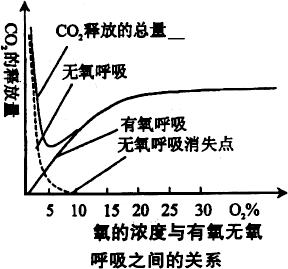 CO₂释放的总量
无氧呼吸
CO₂的释放量
有氧呼吸
无氧呼吸消失点
5 10 15 20 25 30 O₂%
氧的浓度与有氧无氧
呼吸之间的关系